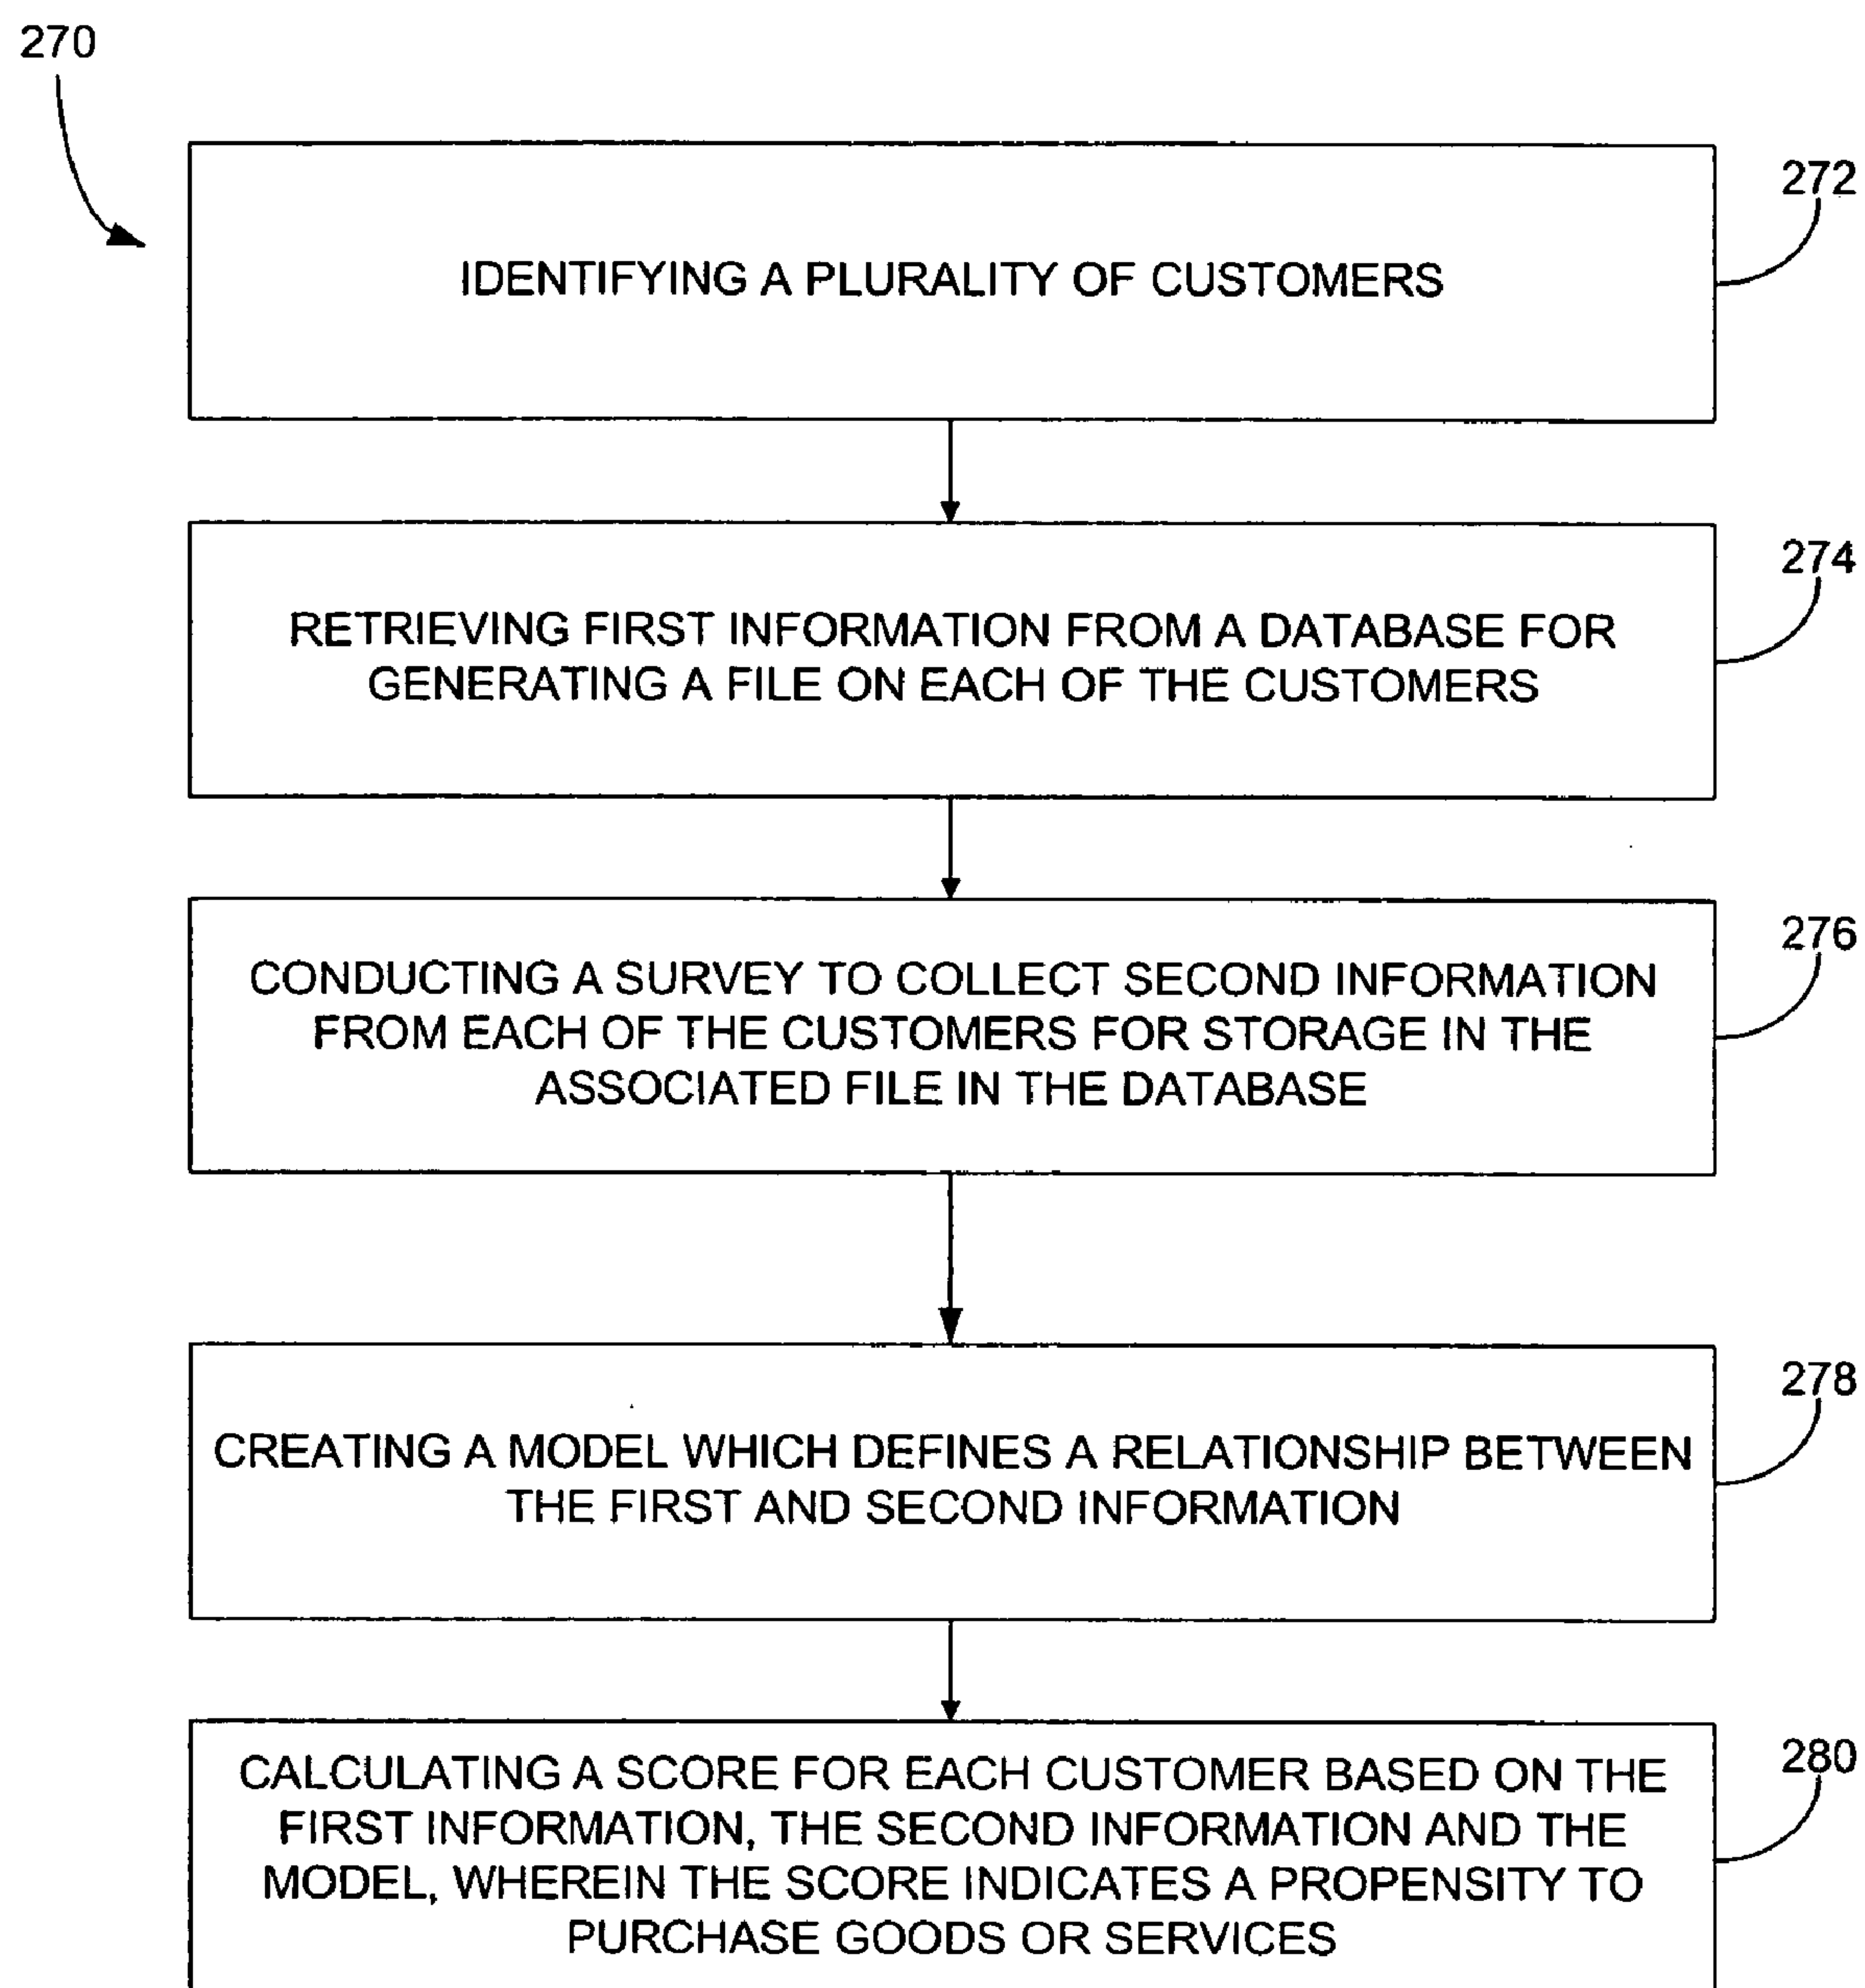 270
272
IDENTIFYING A PLURALITY OF CUSTOMERS
274
RETRIEVING FIRST INFORMATION FROM A DATABASE FOR
GENERATING A FILE ON EACH OF THE CUSTOMERS
276
CONDUCTING A SURVEY TO COLLECT SECOND INFORMATION
FROM EACH OF THE CUSTOMERS FOR STORAGE IN THE
ASSOCIATED FILE IN THE DATABASE
278
CREATING A MODEL WHICH DEFINES A RELATIONSHIP BETWEEN
THE FIRST AND SECOND INFORMATION
280
CALCULATING A SCORE FOR EACH CUSTOMER BASED ON THE
FIRST INFORMATION, THE SECOND INFORMATION AND THE
MODEL, WHEREIN THE SCORE INDICATES A PROPENSITY TO
PURCHASE GOODS OR SERVICES